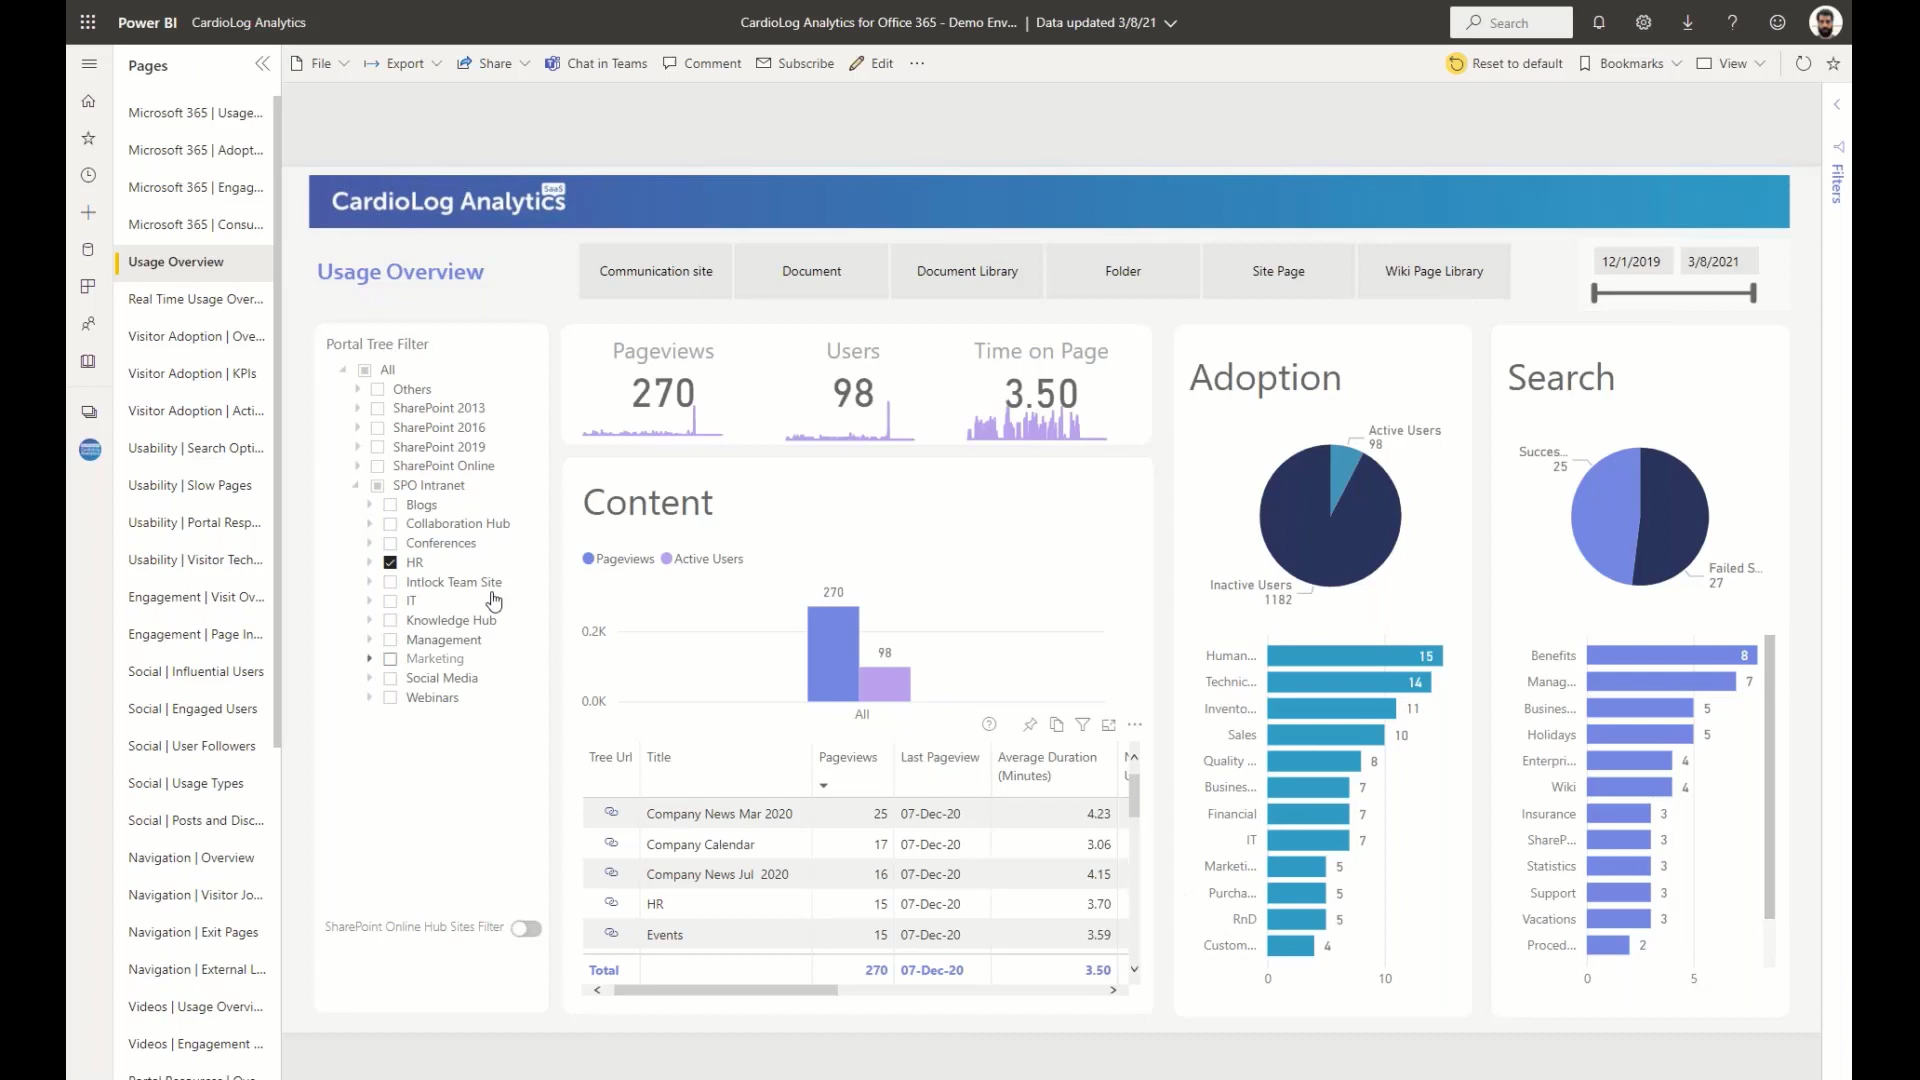 Power BI CardioLog Analytics
CardioLog Analytics for Office 365 - Demo Env... | Data updated 3/8/21
Search
Pages
File Export Share Chat in Teams Comment Subscribe Edit ...
Reset to default Bookmarks View
Microsoft 365 | Usage...
Microsoft 365 | Adopt...
Microsoft 365 | Engag...
Microsoft 365 | Consu...
Usage Overview
Real Time Usage Over...
Visitor Adoption | Ove...
Visitor Adoption | KPIs
Visitor Adoption | Acti...
Usability | Search Opti...
Usability | Slow Pages
Usability | Portal Resp...
Usability | Visitor Tech...
Engagement | Visit Ov...
Engagement | Page In...
Social | Influential Users
Social | Engaged Users
Social | User Followers
Social | Usage Types
Social | Posts and Disc...
Navigation | Overview
Navigation | Visitor Jo...
Navigation | Exit Pages
Navigation | External L...
Videos | Usage Overvi...
Videos | Engagement ...
Filters
CardioLog Analytics SaaS
Usage Overview
Communication site
Document
Document Library
Folder
Site Page
Wiki Page Library
12/1/2019 3/8/2021
Portal Tree Filter
All
Others
SharePoint 2013
SharePoint 2016
SharePoint 2019
SharePoint Online
SPO Intranet
Blogs
Collaboration Hub
Conferences
HR
Intlock Team Site
IT
Knowledge Hub
Management
Marketing
Social Media
Webinars
SharePoint Online Hub Sites Filter
Pageviews
270
Users
98
Time on Page
3.50
Content
Pageviews Active Users
270
0.2K
98
0.0K
All
Tree Url Title Pageviews Last Pageview Average Duration (Minutes)
Company News Mar 2020 25 07-Dec-20 4.23
Company Calendar 17 07-Dec-20 3.06
Company News Jul 2020 16 07-Dec-20 4.15
HR 15 07-Dec-20 3.70
Events 15 07-Dec-20 3.59
Total 270 07-Dec-20 3.50
Adoption
Active Users
98
Inactive Users
1182
Human... 15
Technic... 14
Invento... 11
Sales 10
Quality ... 8
Busines... 7
Financial 7
IT 7
Marketi... 5
Purcha... 5
RnD 5
Custom... 4
0 10
Search
Succes...
25
Failed S...
27
Benefits 8
Manag... 7
Busines... 5
Holidays 5
Enterpri... 4
Wiki 4
Insurance 3
ShareP... 3
Statistics 3
Support 3
Vacations 3
Proced... 2
0 5